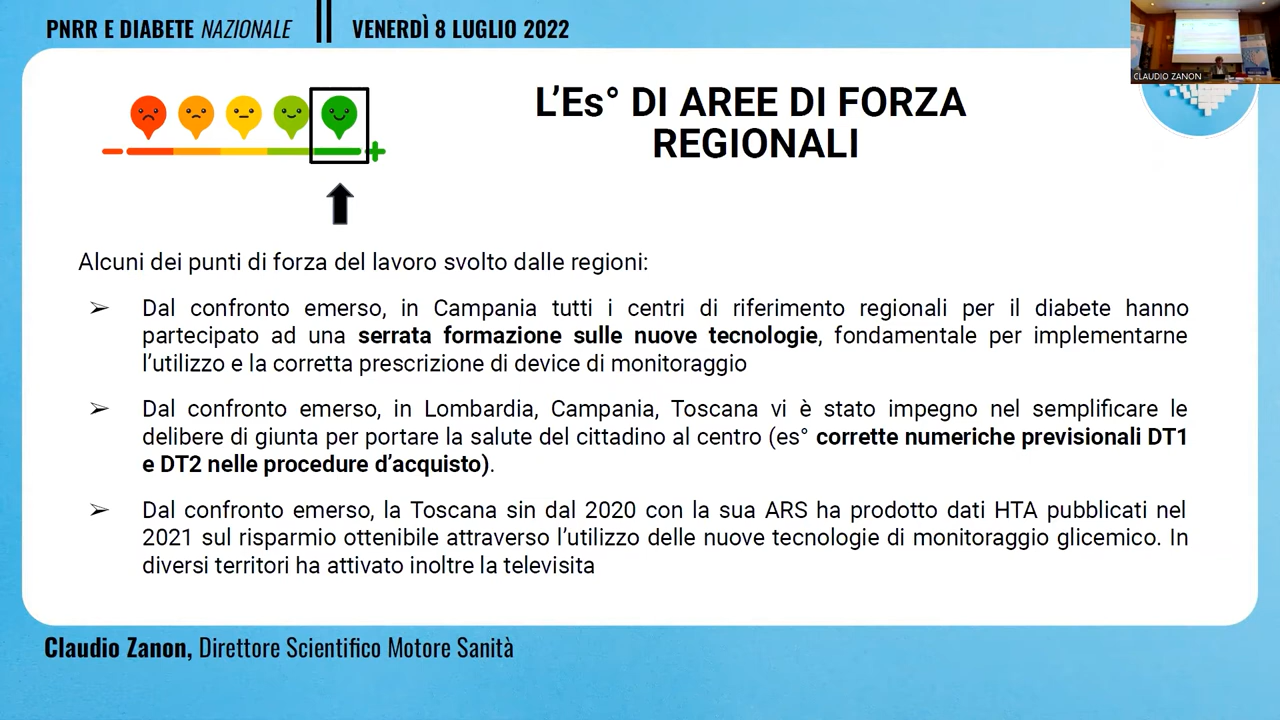 PNRR E DIABETE NAZIONALE
VENERDÌ 8 LUGLIO 2022
CLAUDIO ZANON
L’Es° DI AREE DI FORZA
REGIONALI
Alcuni dei punti di forza del lavoro svolto dalle regioni:
➢ Dal confronto emerso, in Campania tutti i centri di riferimento regionali per il diabete hanno
partecipato ad una serrata formazione sulle nuove tecnologie, fondamentale per implementarne
l’utilizzo e la corretta prescrizione di device di monitoraggio
➢ Dal confronto emerso, in Lombardia, Campania, Toscana vi è stato impegno nel semplificare le
delibere di giunta per portare la salute del cittadino al centro (es° corrette numeriche previsionali DT1
e DT2 nelle procedure d’acquisto).
➢ Dal confronto emerso, la Toscana sin dal 2020 con la sua ARS ha prodotto dati HTA pubblicati nel
2021 sul risparmio ottenibile attraverso l’utilizzo delle nuove tecnologie di monitoraggio glicemico. In
diversi territori ha attivato inoltre la televisita
Claudio Zanon, Direttore Scientifico Motore Sanità